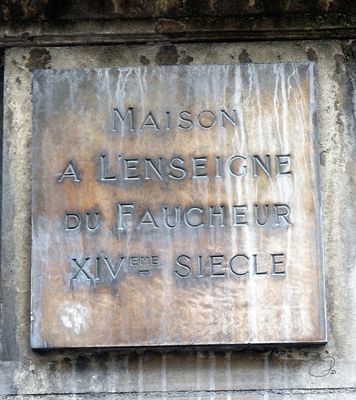 MAISON
A L'ENSEIGNE
DU FAUCHEUR
XIVEME SIECLE